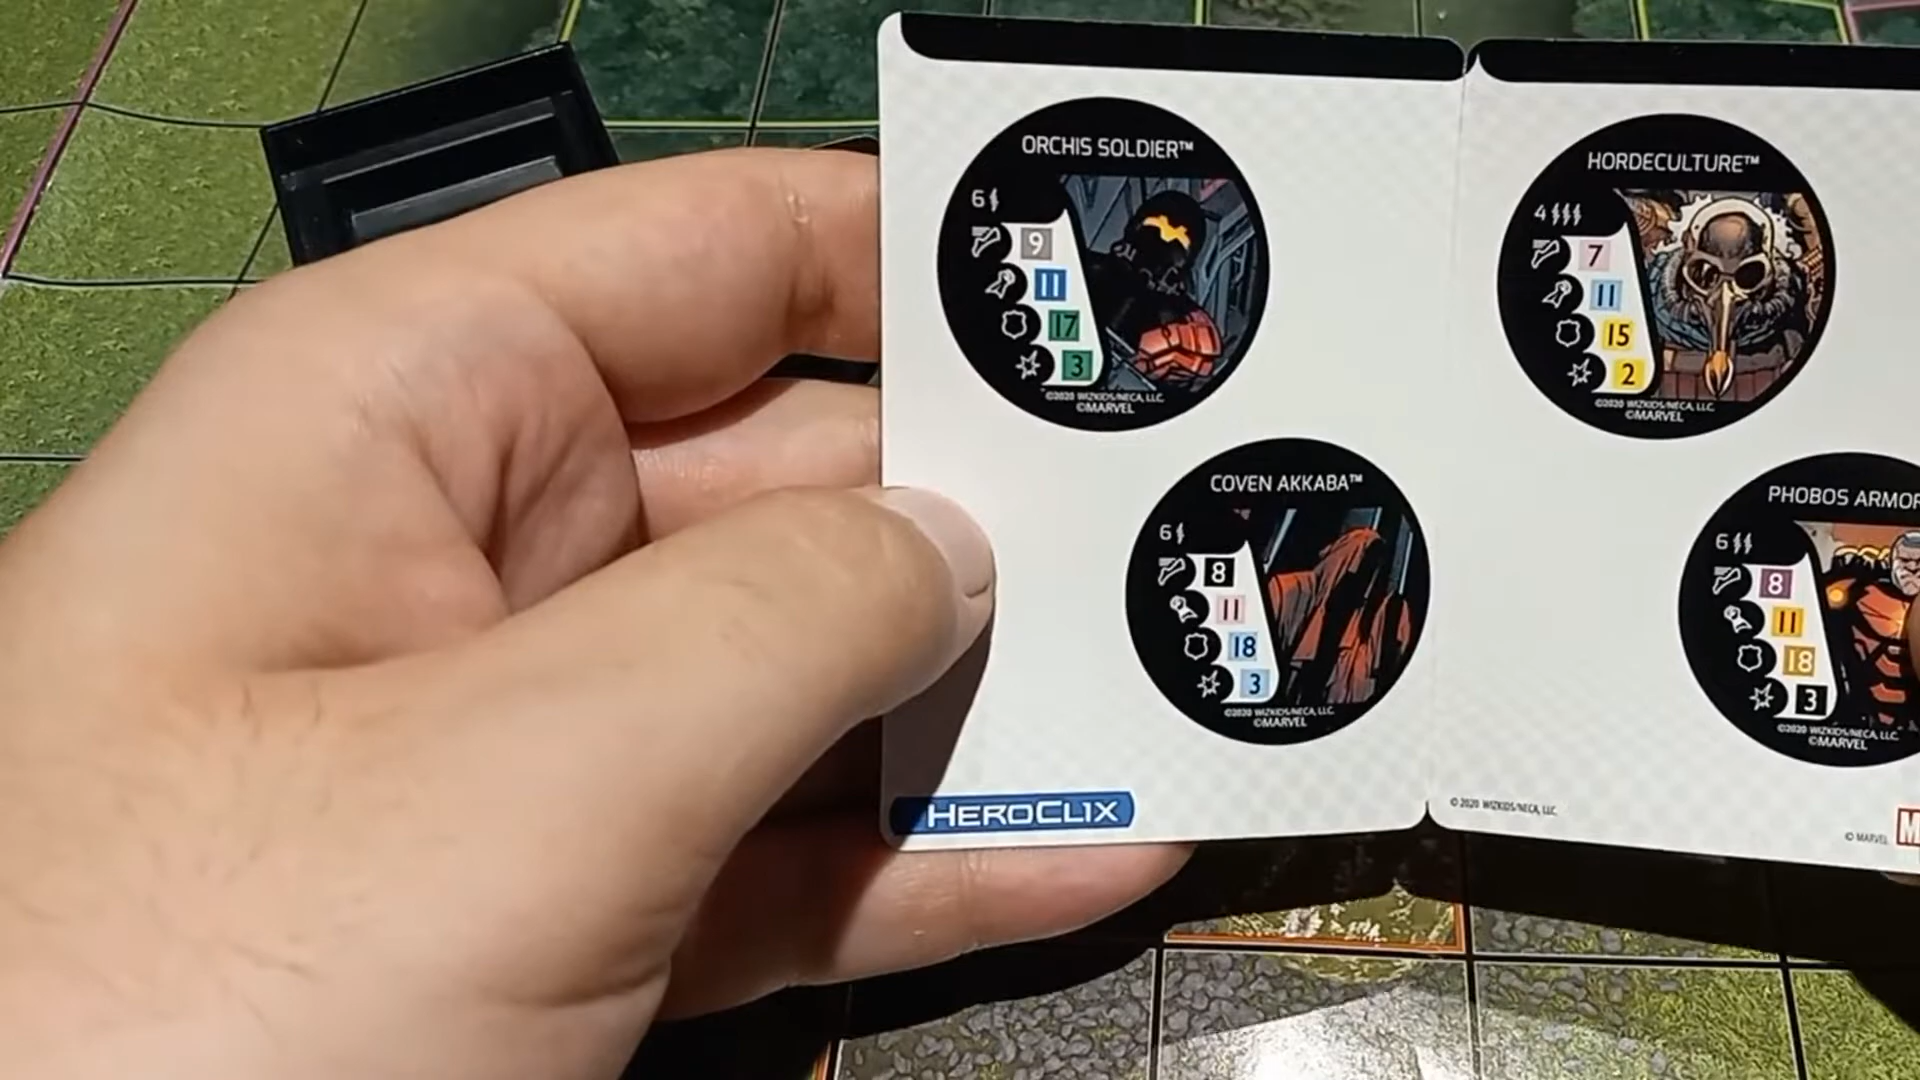 ORCHIS SOLDIER™
6
9
11
17
3
©2020 WIZKIDS/NECA, LLC.
©MARVEL
HORDECULTURE™
4
7
11
15
2
©2020 WIZKIDS/NECA, LLC.
©MARVEL
COVEN AKKABA™
6
8
11
18
3
©2020 WIZKIDS/NECA, LLC.
©MARVEL
PHOBOS ARMOR
6
8
11
18
3
©2020 WIZKIDS/NECA, LLC.
©MARVEL
HEROCLIX
© 2020 WIZKIDS/NECA, LLC.
© MARVEL
M